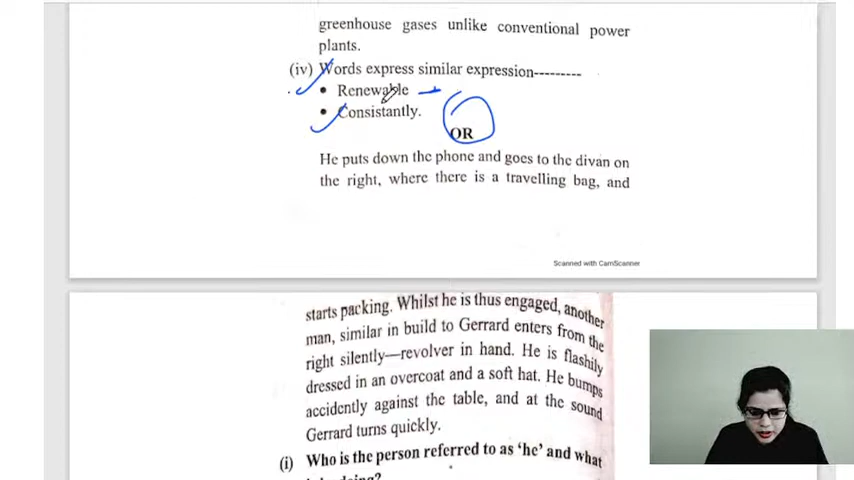 greenhouse gases unlike conventional power
plants.
(iv) Words express similar expression---------
• Renewable
• Consistantly.
OR
He puts down the phone and goes to the divan on
the right, where there is a travelling bag, and
Scanned with CamScanner
starts packing. Whilst he is thus engaged, another
man, similar in build to Gerrard enters from the
right silently—revolver in hand. He is flashily
dressed in an overcoat and a soft hat. He bumps
accidently against the table, and at the sound
Gerrard turns quickly.
(i) Who is the person referred to as ‘he’ and what
doing?